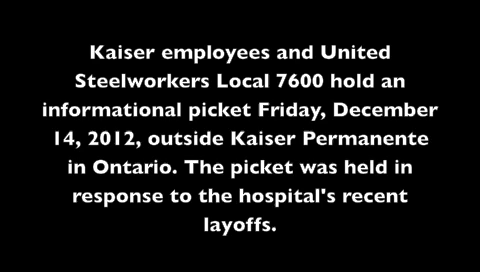 Kaiser employees and United
Steelworkers Local 7600 hold an
informational picket Friday, December
14, 2012, outside Kaiser Permanente
in Ontario. The picket was held in
response to the hospital's recent
layoffs.